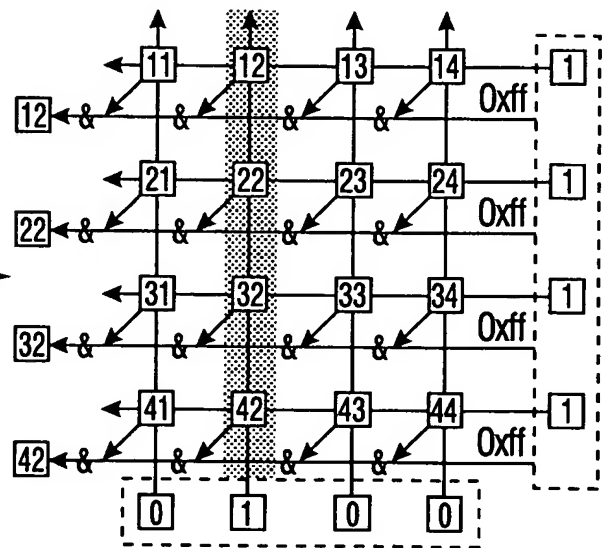 11 12 13 14 1
12 & & & & 0xff
21 22 23 24 1
22 & & & & 0xff
31 32 33 34 1
32 & & & & 0xff
41 42 43 44 1
42 & & & & 0xff
0 1 0 0